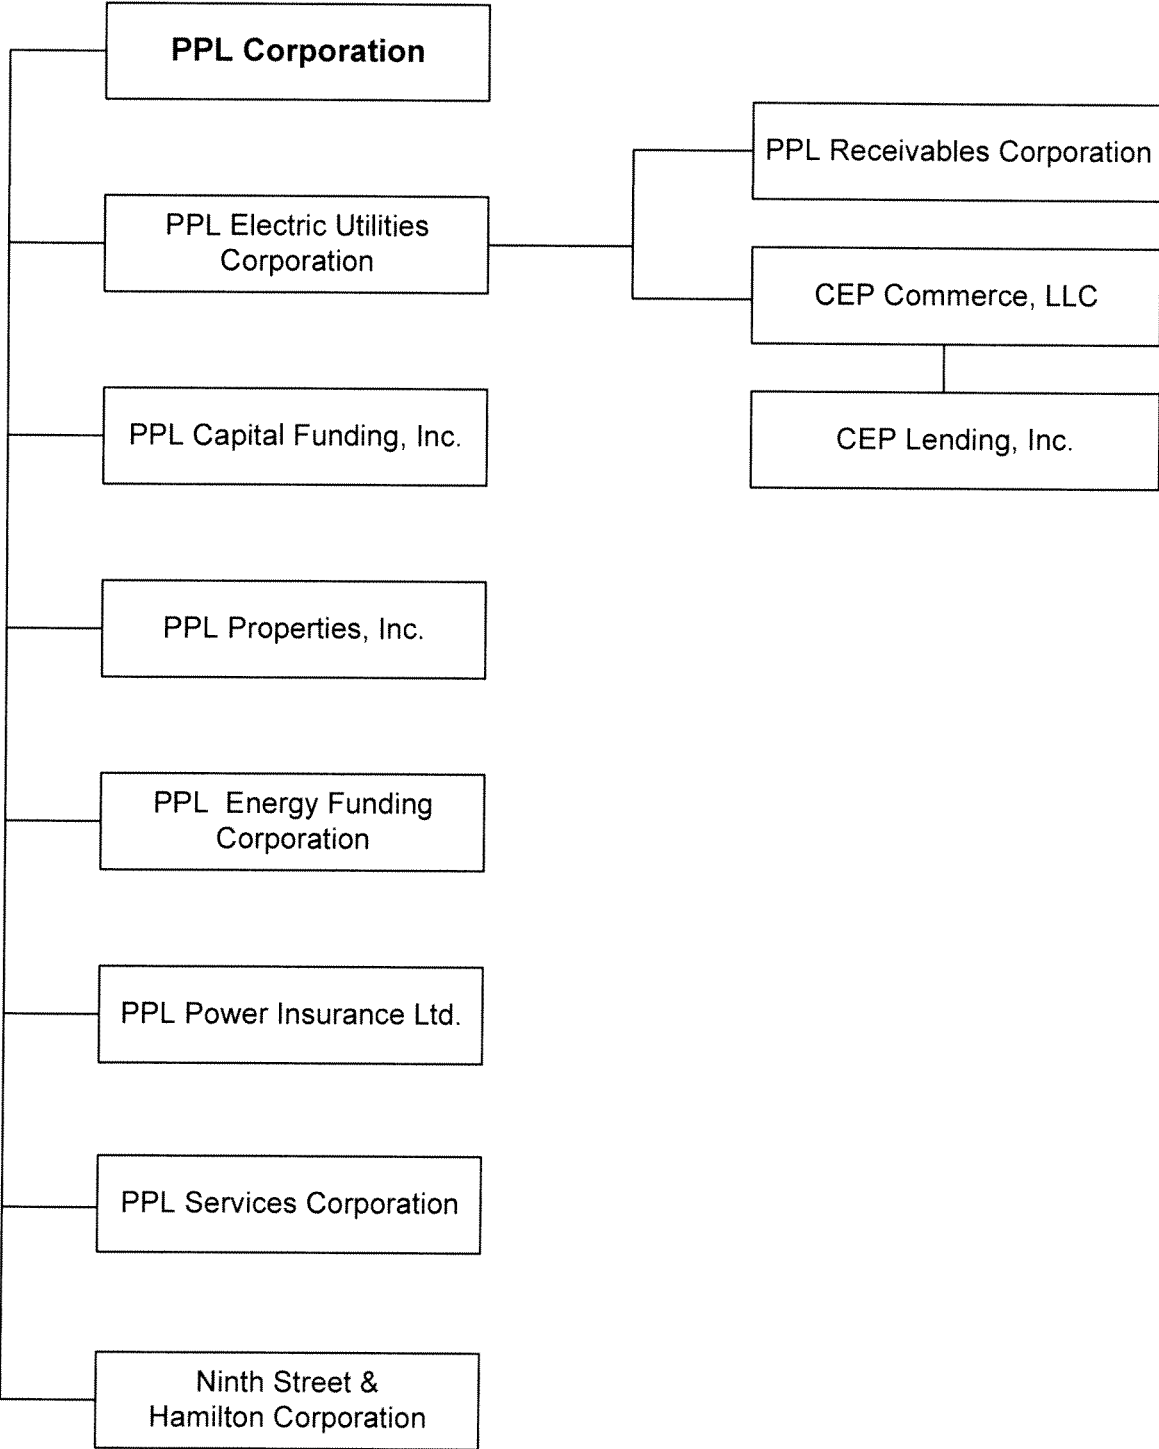 PPL Corporation
PPL Receivables Corporation
PPL Electric Utilities
Corporation
CEP Commerce, LLC
PPL Capital Funding, Inc.
CEP Lending, Inc.
PPL Properties, Inc.
PPL Energy Funding
Corporation
PPL Power Insurance Ltd.
PPL Services Corporation
Ninth Street &
Hamilton Corporation